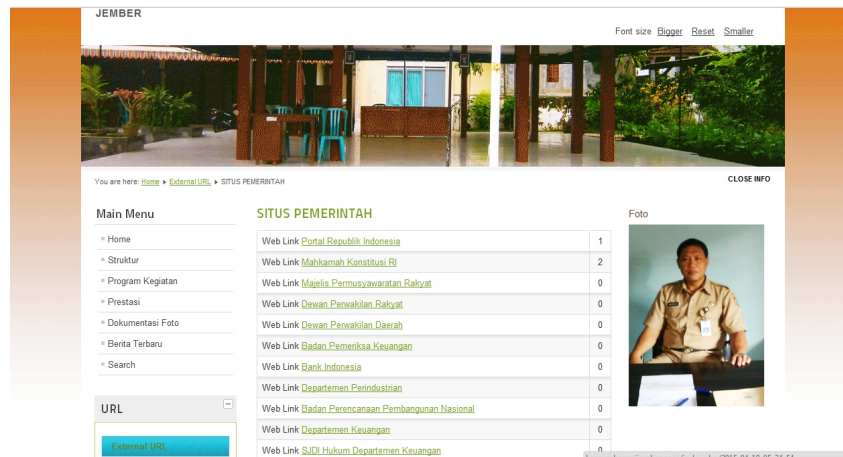 JEMBER
Font size Bigger Reset Smaller
You are here: Home External URL SITUS PEMERINTAH
CLOSE INFO
Main Menu
Home
Struktur
Program Kegiatan
Prestasi
Dokumentasi Foto
Berita Terbaru
Search
URL
External URL
SITUS PEMERINTAH
Web Link Portal Republik Indonesia 1
Web Link Mahkamah Konstitusi RI 2
Web Link Majelis Permusyawaratan Rakyat 0
Web Link Dewan Perwakilan Rakyat 0
Web Link Dewan Perwakilan Daerah 0
Web Link Badan Pemeriksa Keuangan 0
Web Link Bank Indonesia 0
Web Link Departemen Perindustrian 0
Web Link Badan Perencanaan Pembangunan Nasional 0
Web Link Departemen Keuangan 0
Web Link SJDI Hukum Departemen Keuangan 0
Foto